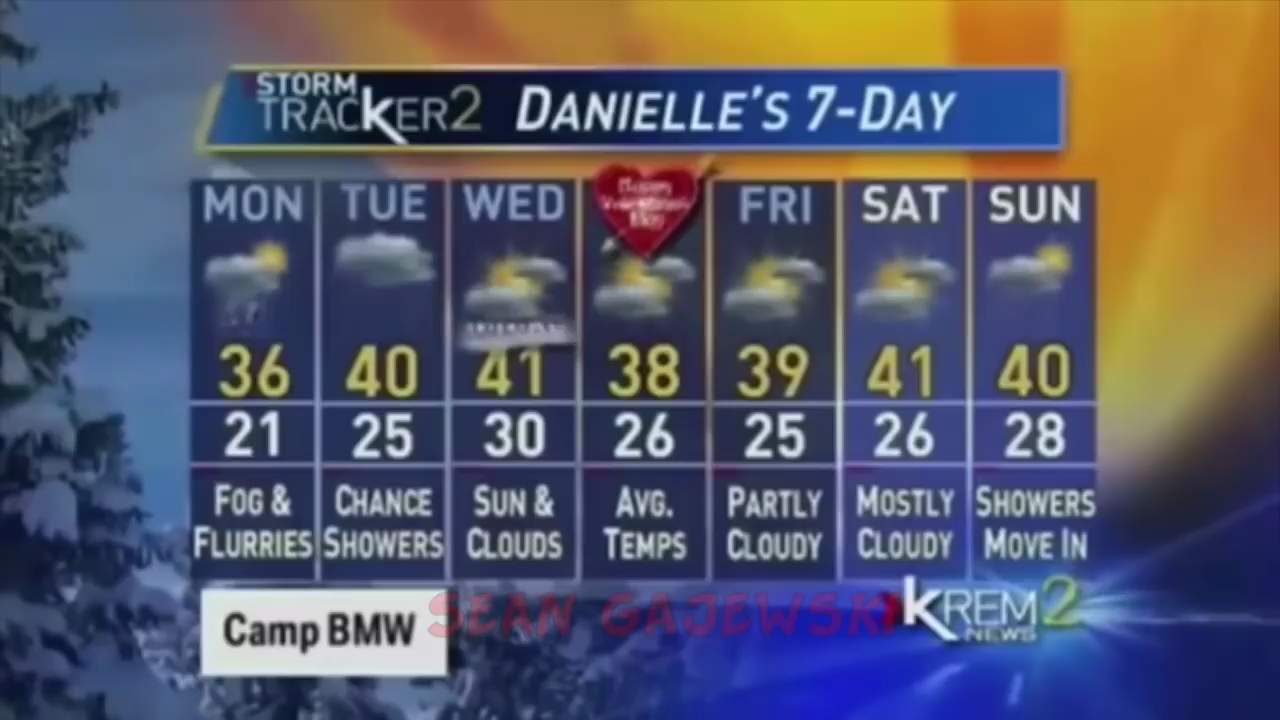 STORM
TRACKER2 DANIELLE'S 7-DAY
MON TUE WED FRI SAT SUN
36 40 41 38 39 41 40
21 25 30 26 25 26 28
FOG & CHANCE SUN & AVG. PARTLY MOSTLY SHOWERS
FLURRIES SHOWERS CLOUDS TEMPS CLOUDY CLOUDY MOVE IN
Camp BMW SEAN GAJEWSKI KREM2
NEWS